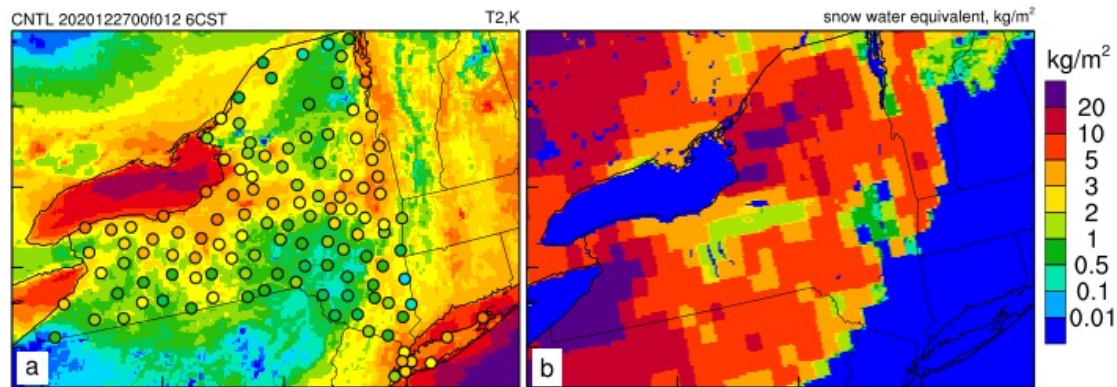 CNTL 2020122700f012 6CST T2,K
snow water equivalent, kg/m²
kg/m²
20
10
5
3
2
1
0.5
0.1
0.01
a
b